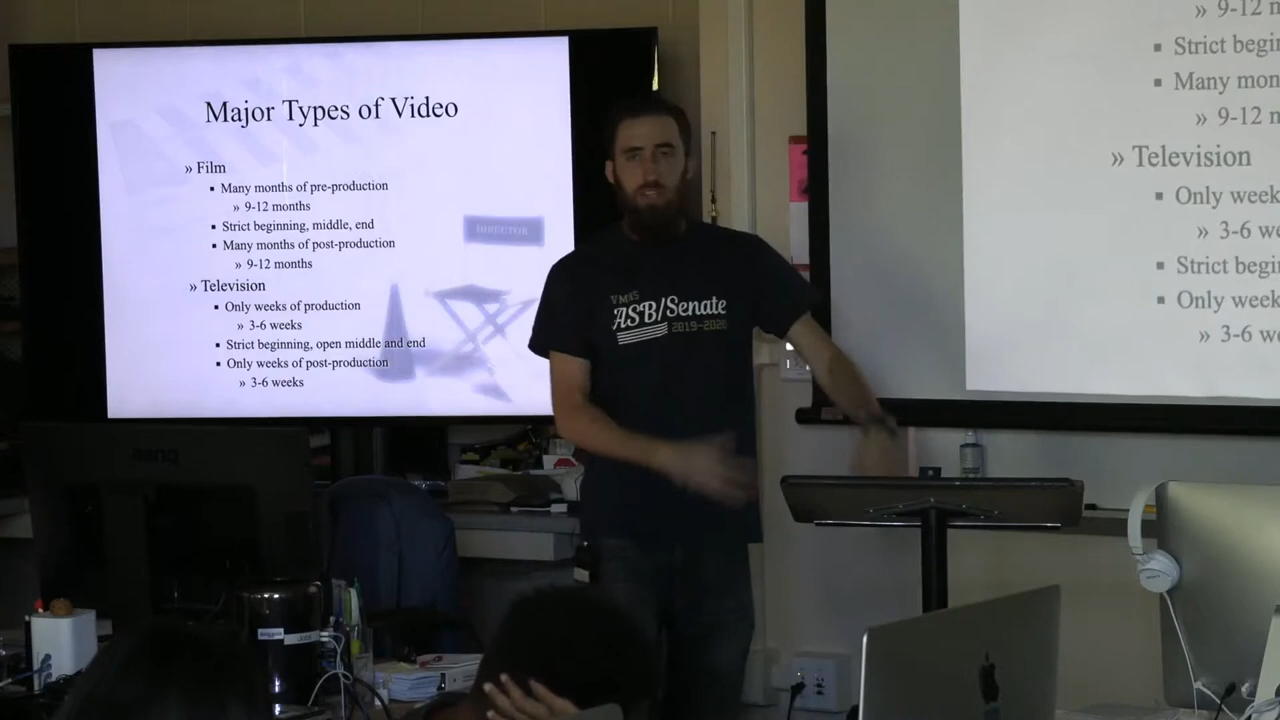 Major Types of Video
» Film
▪ Many months of pre-production
» 9-12 months
▪ Strict beginning, middle, end
▪ Many months of post-production
» 9-12 months
» Television
▪ Only weeks of production
» 3-6 weeks
▪ Strict beginning, open middle and end
▪ Only weeks of post-production
» 3-6 weeks
DIRECTOR
VMHS
ASB/Senate
2019-2020
» 9-12 m
▪ Strict begin
▪ Many mon
» 9-12 m
» Television
▪ Only week
» 3-6 we
▪ Strict begi
▪ Only week
» 3-6 we
BenQ
SONY